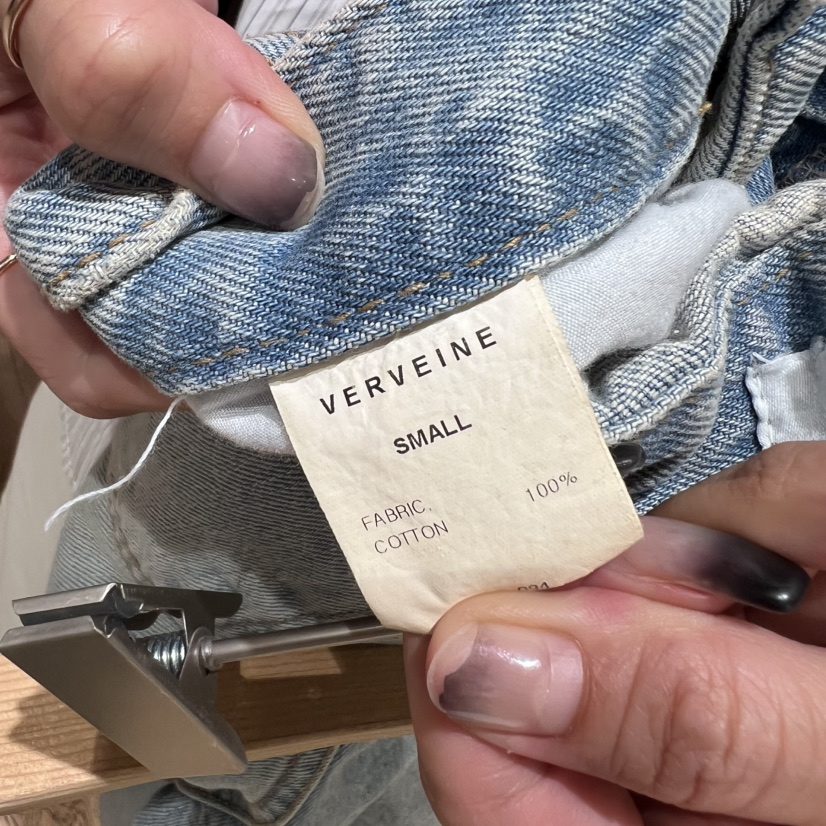 VERVEINE
SMALL
FABRIC, 100%
COTTON